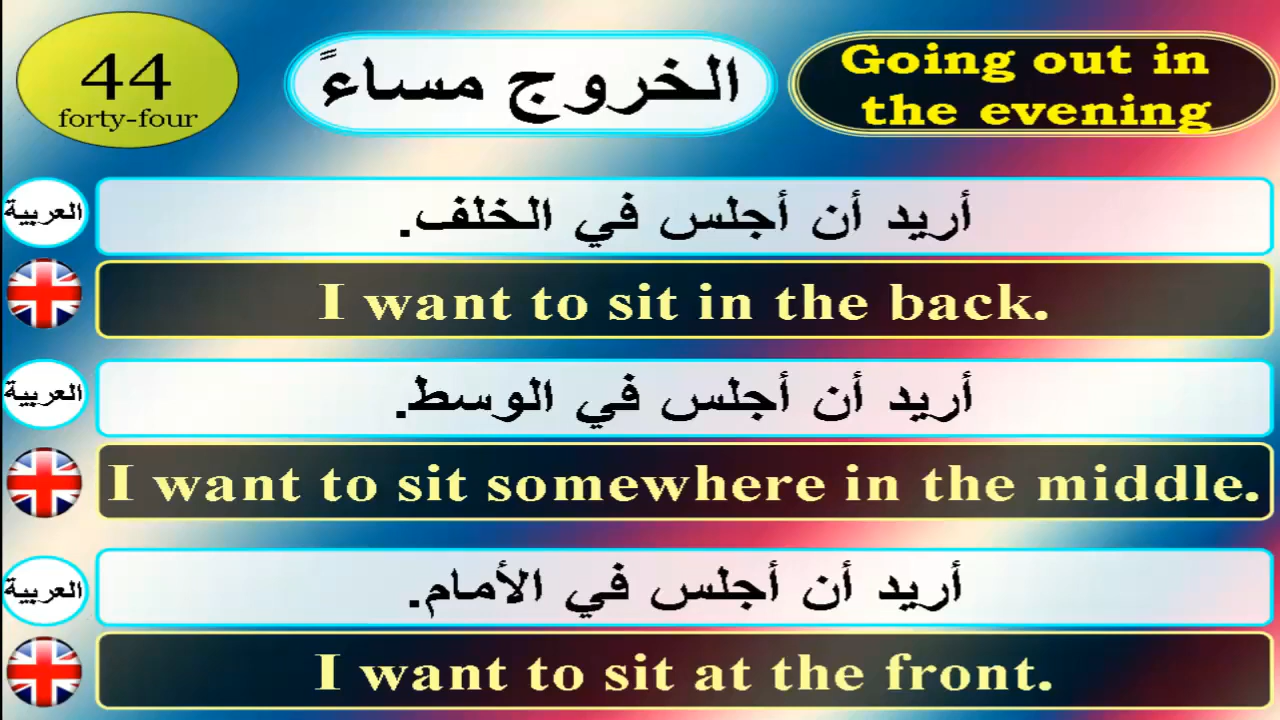 44
forty-four
الخروج مساءً
Going out in
the evening
العربية
أريد أن أجلس في الخلف.
I want to sit in the back.
العربية
أريد أن أجلس في الوسط.
I want to sit somewhere in the middle.
العربية
أريد أن أجلس في الأمام.
I want to sit at the front.